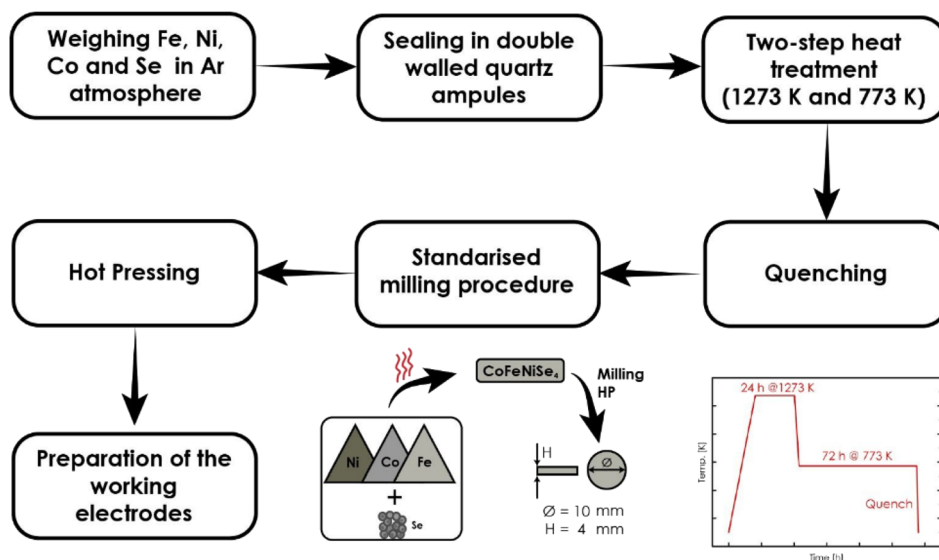 Weighing Fe, Ni,
Co and Se in Ar
atmosphere
Sealing in double
walled quartz
ampules
Two-step heat
treatment
(1273 K and 773 K)
Hot Pressing
Standarised
milling procedure
Quenching
Preparation of the
working
electrodes
CoFeNiSe₄
Milling
HP
Ni
Co
Fe
+
Se
H
Ø
Ø = 10 mm
H = 4 mm
24 h @1273 K
72 h @ 773 K
Quench
Temp. [K]
Time [h]